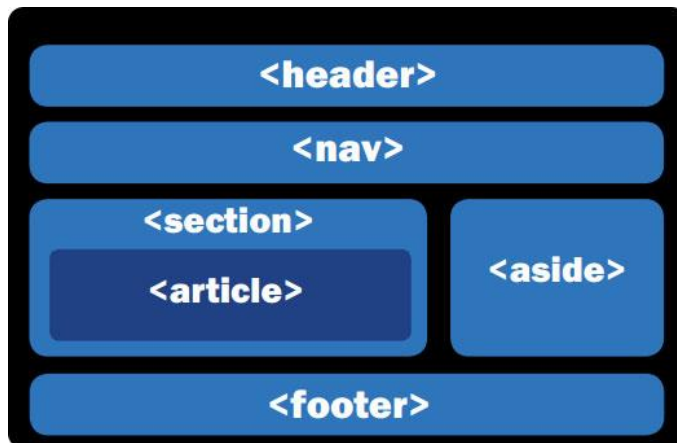 <header>
<nav>
<section>
<article>
<aside>
<footer>